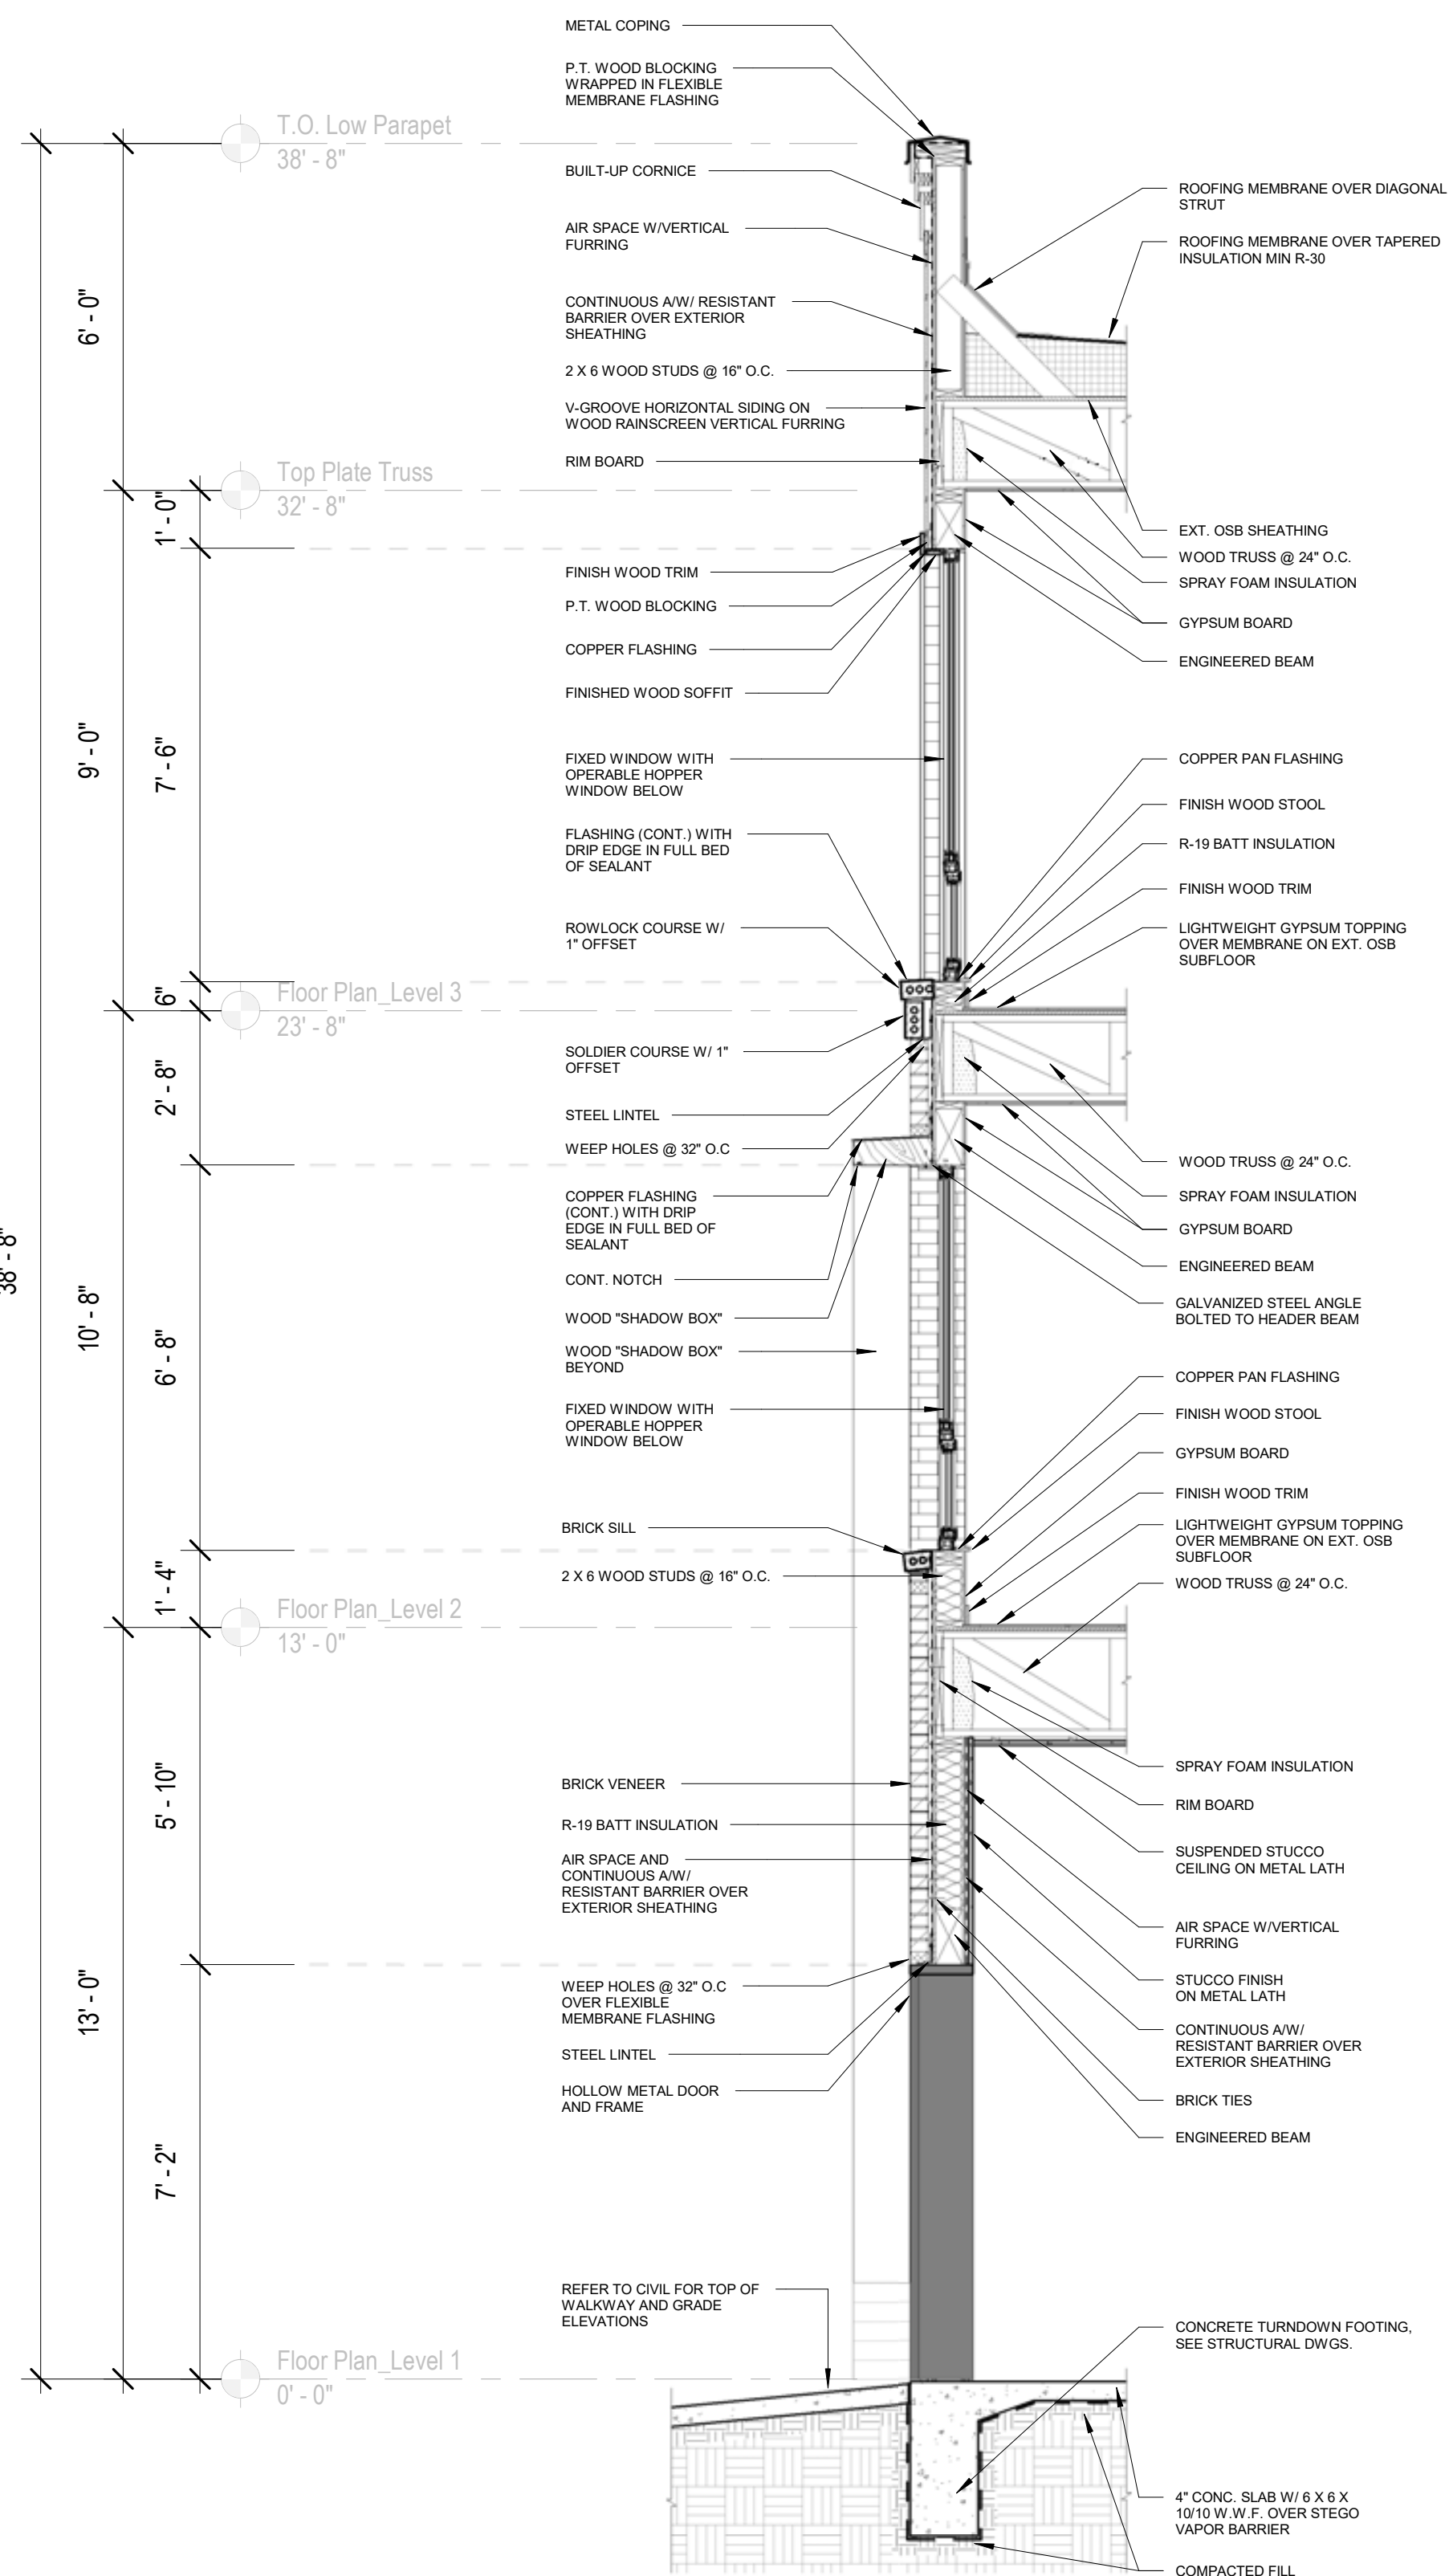 METAL COPING
P.T. WOOD BLOCKING
WRAPPED IN FLEXIBLE
MEMBRANE FLASHING
T.O. Low Parapet
38' - 8"
BUILT-UP CORNICE
AIR SPACE W/VERTICAL
FURRING
CONTINUOUS A/W/ RESISTANT
BARRIER OVER EXTERIOR
SHEATHING
2 X 6 WOOD STUDS @ 16" O.C.
V-GROOVE HORIZONTAL SIDING ON
WOOD RAINSCREEN VERTICAL FURRING
RIM BOARD
Top Plate Truss
32' - 8"
FINISH WOOD TRIM
P.T. WOOD BLOCKING
COPPER FLASHING
FINISHED WOOD SOFFIT
FIXED WINDOW WITH
OPERABLE HOPPER
WINDOW BELOW
FLASHING (CONT.) WITH
DRIP EDGE IN FULL BED
OF SEALANT
ROWLOCK COURSE W/
1" OFFSET
Floor Plan_Level 3
23' - 8"
SOLDIER COURSE W/ 1"
OFFSET
STEEL LINTEL
WEEP HOLES @ 32" O.C
COPPER FLASHING
(CONT.) WITH DRIP
EDGE IN FULL BED OF
SEALANT
CONT. NOTCH
WOOD "SHADOW BOX"
WOOD "SHADOW BOX"
BEYOND
FIXED WINDOW WITH
OPERABLE HOPPER
WINDOW BELOW
BRICK SILL
2 X 6 WOOD STUDS @ 16" O.C.
Floor Plan_Level 2
13' - 0"
BRICK VENEER
R-19 BATT INSULATION
AIR SPACE AND
CONTINUOUS A/W/
RESISTANT BARRIER OVER
EXTERIOR SHEATHING
WEEP HOLES @ 32" O.C
OVER FLEXIBLE
MEMBRANE FLASHING
STEEL LINTEL
HOLLOW METAL DOOR
AND FRAME
REFER TO CIVIL FOR TOP OF
WALKWAY AND GRADE
ELEVATIONS
Floor Plan_Level 1
0' - 0"
38' - 8"
6' - 0"
9' - 0"
10' - 8"
13' - 0"
1' - 0"
7' - 6"
6"
2' - 8"
6' - 8"
1' - 4"
5' - 10"
7' - 2"
ROOFING MEMBRANE OVER DIAGONAL
STRUT
ROOFING MEMBRANE OVER TAPERED
INSULATION MIN R-30
EXT. OSB SHEATHING
WOOD TRUSS @ 24" O.C.
SPRAY FOAM INSULATION
GYPSUM BOARD
ENGINEERED BEAM
COPPER PAN FLASHING
FINISH WOOD STOOL
R-19 BATT INSULATION
FINISH WOOD TRIM
LIGHTWEIGHT GYPSUM TOPPING
OVER MEMBRANE ON EXT. OSB
SUBFLOOR
WOOD TRUSS @ 24" O.C.
SPRAY FOAM INSULATION
GYPSUM BOARD
ENGINEERED BEAM
GALVANIZED STEEL ANGLE
BOLTED TO HEADER BEAM
COPPER PAN FLASHING
FINISH WOOD STOOL
GYPSUM BOARD
FINISH WOOD TRIM
LIGHTWEIGHT GYPSUM TOPPING
OVER MEMBRANE ON EXT. OSB
SUBFLOOR
WOOD TRUSS @ 24" O.C.
SPRAY FOAM INSULATION
RIM BOARD
SUSPENDED STUCCO
CEILING ON METAL LATH
AIR SPACE W/VERTICAL
FURRING
STUCCO FINISH
ON METAL LATH
CONTINUOUS A/W/
RESISTANT BARRIER OVER
EXTERIOR SHEATHING
BRICK TIES
ENGINEERED BEAM
CONCRETE TURNDOWN FOOTING,
SEE STRUCTURAL DWGS.
4" CONC. SLAB W/ 6 X 6 X
10/10 W.W.F. OVER STEGO
VAPOR BARRIER
COMPACTED FILL